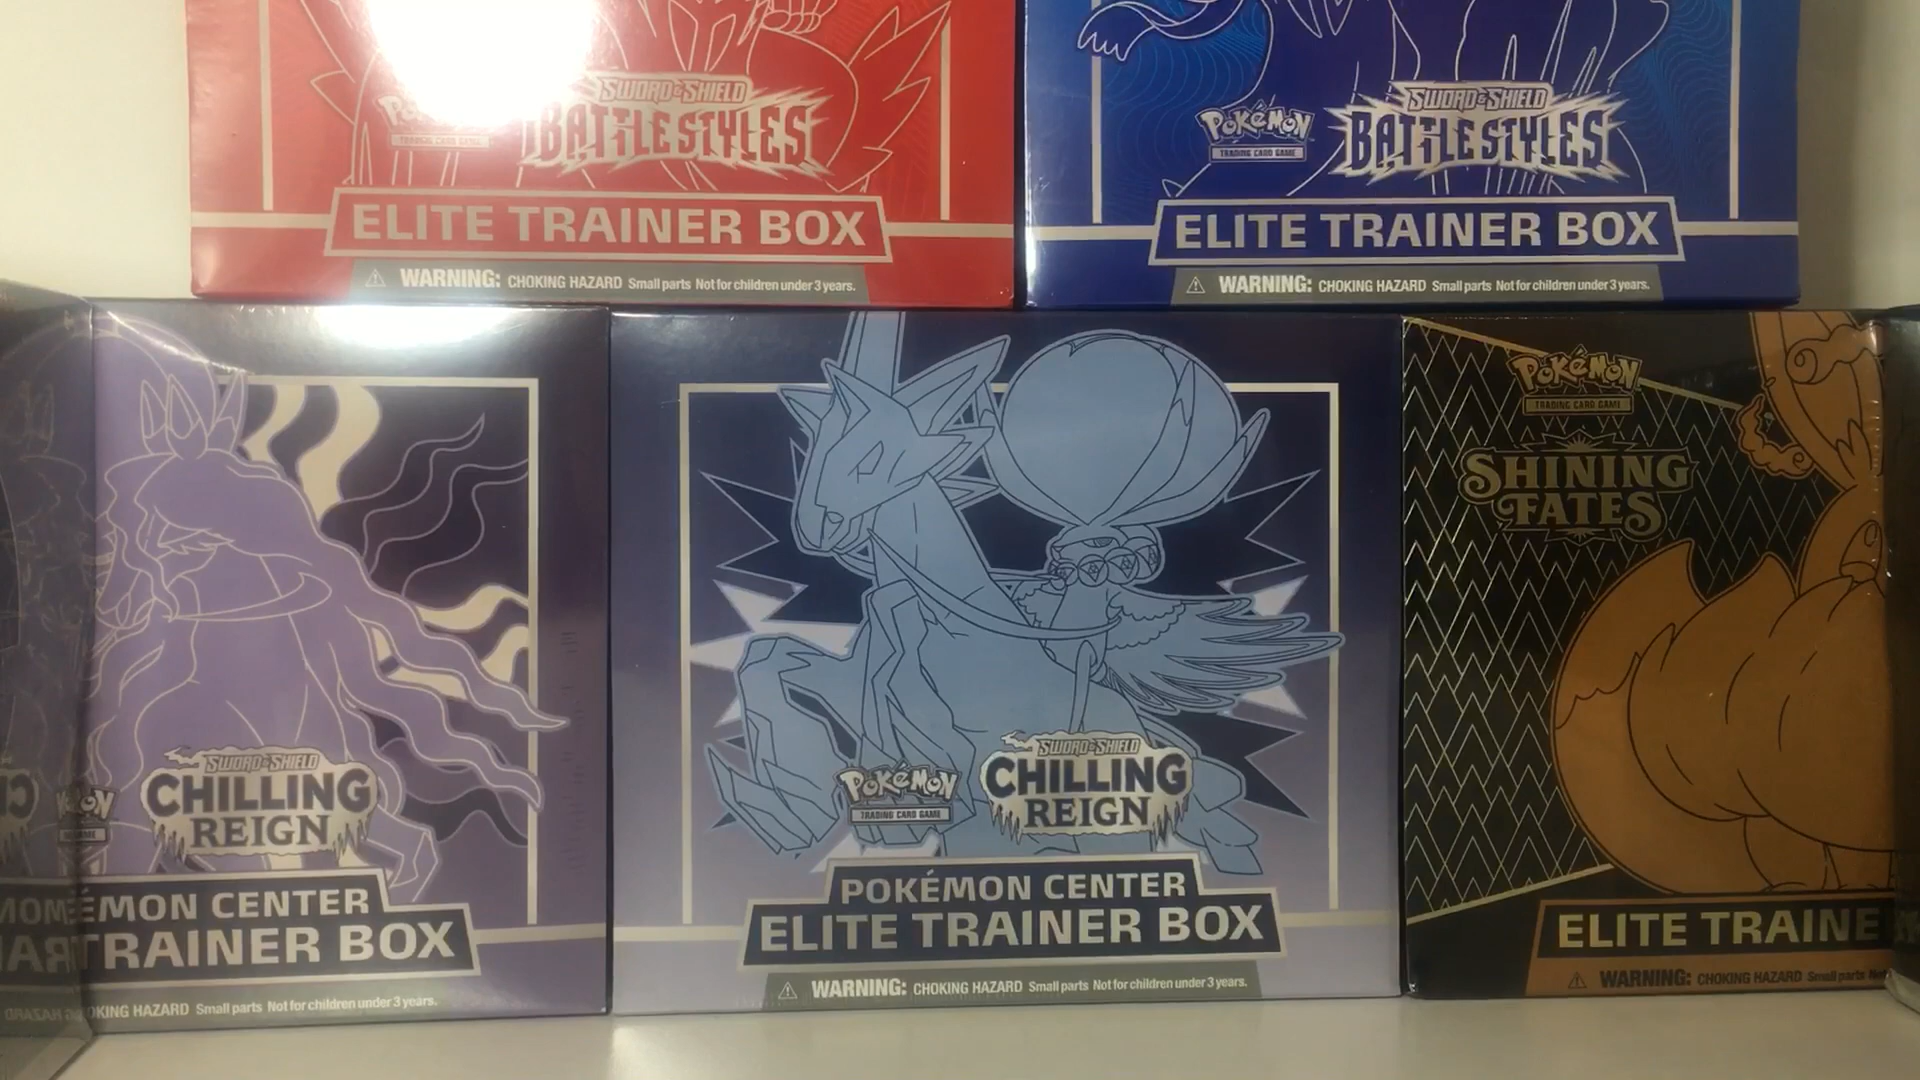 SWORD & SHIELD
BATTLE STYLES
TRADING CARD GAME
ELITE TRAINER BOX
WARNING: CHOKING HAZARD Small parts Not for children under 3 years.
SWORD & SHIELD
Pokémon BATTLE STYLES
TRADING CARD GAME
ELITE TRAINER BOX
WARNING: CHOKING HAZARD Small parts Not for children under 3 years.
SWORD & SHIELD
CHILLING
REIGN
ÉMON CENTER
TRAINER BOX
OKING HAZARD Small parts Not for children under 3 years.
SWORD & SHIELD
Pokémon CHILLING
TRADING CARD GAME REIGN
POKÉMON CENTER
ELITE TRAINER BOX
WARNING: CHOKING HAZARD Small parts Not for children under 3 years.
Pokémon
TRADING CARD GAME
SHINING
FATES
ELITE TRAINE
WARNING: CHOKING HAZARD Small parts